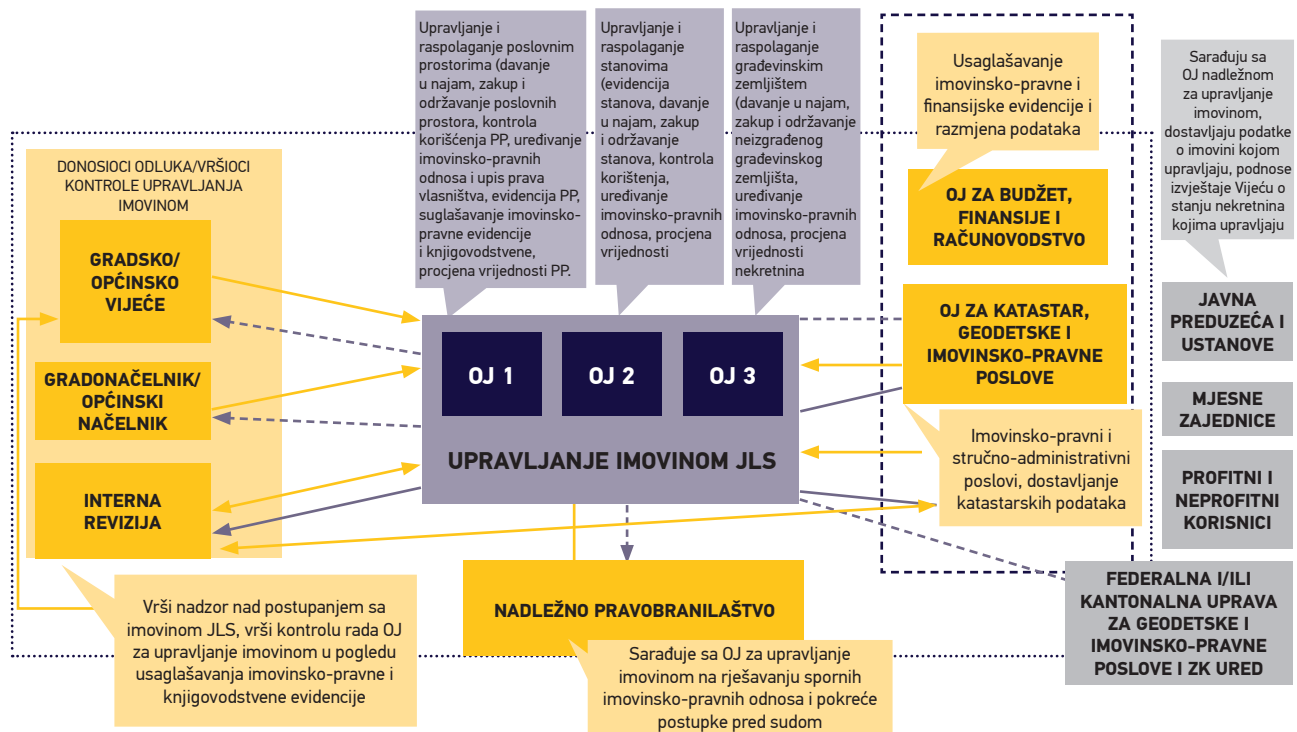 Upravljanje i
raspolaganje poslovnim
prostorima (davanje
u najam, zakup i
održavanje poslovnih
prostora, kontrola
korišćenja PP, uređivanje
imovinsko-pravnih
odnosa i upis prava
vlasništva, evidencija PP,
suglašavanje imovinsko-
pravne evidencije
i knjigovodstvene,
procjena vrijednosti PP.
Upravljanje i
raspolaganje
stanovima
(evidencija
stanova, davanje
u najam, zakup
i održavanje
stanova, kontrola
korištenja,
uređivanje
imovinsko-pravnih
odnosa, procjena
vrijednosti
Upravljanje i
raspolaganje
građevinskim
zemljištem
(davanje u najam,
zakup i održavanje
neizgrađenog
građevinskog
zemljišta,
uređivanje
imovinsko-pravnih
odnosa, procjena
vrijednosti
nekretnina
Usaglašavanje
imovinsko-pravne i
finansijske evidencije i
razmjena podataka
Sarađuju sa
OJ nadležnom
za upravljanje
imovinom,
dostavljaju podatke
o imovini kojom
upravljaju, podnose
izvještaje Vijeću o
stanju nekretnina
kojima upravljaju
DONOSIOCI ODLUKA/VRŠIOCI
KONTROLE UPRAVLJANJA
IMOVINOM
GRADSKO/
OPĆINSKO
VIJEĆE
GRADONAČELNIK/
OPĆINSKI
NAČELNIK
INTERNA
REVIZIJA
OJ 1
OJ 2
OJ 3
UPRAVLJANJE IMOVINOM JLS
OJ ZA BUDŽET,
FINANSIJE I
RAČUNOVODSTVO
OJ ZA KATASTAR,
GEODETSKE I
IMOVINSKO-PRAVNE
POSLOVE
Imovinsko-pravni i
stručno-administrativni
poslovi, dostavljanje
katastarskih podataka
JAVNA
PREDUZEĆA I
USTANOVE
MJESNE
ZAJEDNICE
PROFITNI I
NEPROFITNI
KORISNICI
FEDERALNA I/ILI
KANTONALNA UPRAVA
ZA GEODETSKE I
IMOVINSKO-PRAVNE
POSLOVE I ZK URED
Vrši nadzor nad postupanjem sa
imovinom JLS, vrši kontrolu rada OJ
za upravljanje imovinom u pogledu
usaglašavanja imovinsko-pravne i
knjigovodstvene evidencije
NADLEŽNO PRAVOBRANILAŠTVO
Sarađuje sa OJ za upravljanje
imovinom na rješavanju spornih
imovinsko-pravnih odnosa i pokreće
postupke pred sudom